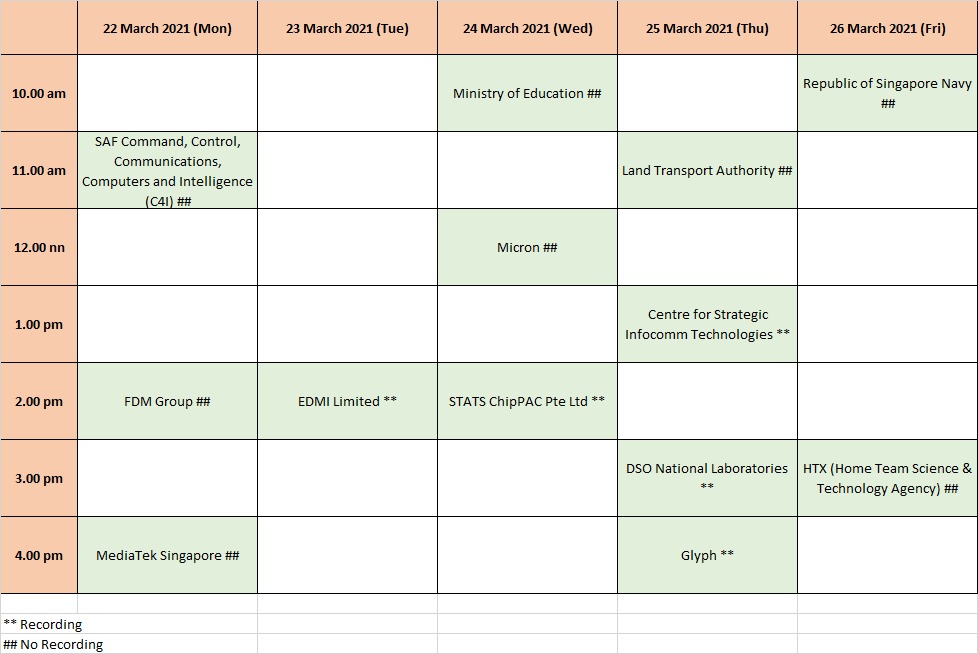 22 March 2021 (Mon) 23 March 2021 (Tue) 24 March 2021 (Wed) 25 March 2021 (Thu) 26 March 2021 (Fri)
10.00 am
Ministry of Education ##
Republic of Singapore Navy
##
11.00 am
SAF Command, Control,
Communications,
Computers and Intelligence
(C4I) ##
Land Transport Authority ##
12.00 nn
Micron ##
1.00 pm
Centre for Strategic
Infocomm Technologies **
2.00 pm
FDM Group ##
EDMI Limited **
STATS ChipPAC Pte Ltd **
3.00 pm
DSO National Laboratories
**
HTX (Home Team Science &
Technology Agency) ##
4.00 pm
MediaTek Singapore ##
Glyph **
** Recording
## No Recording